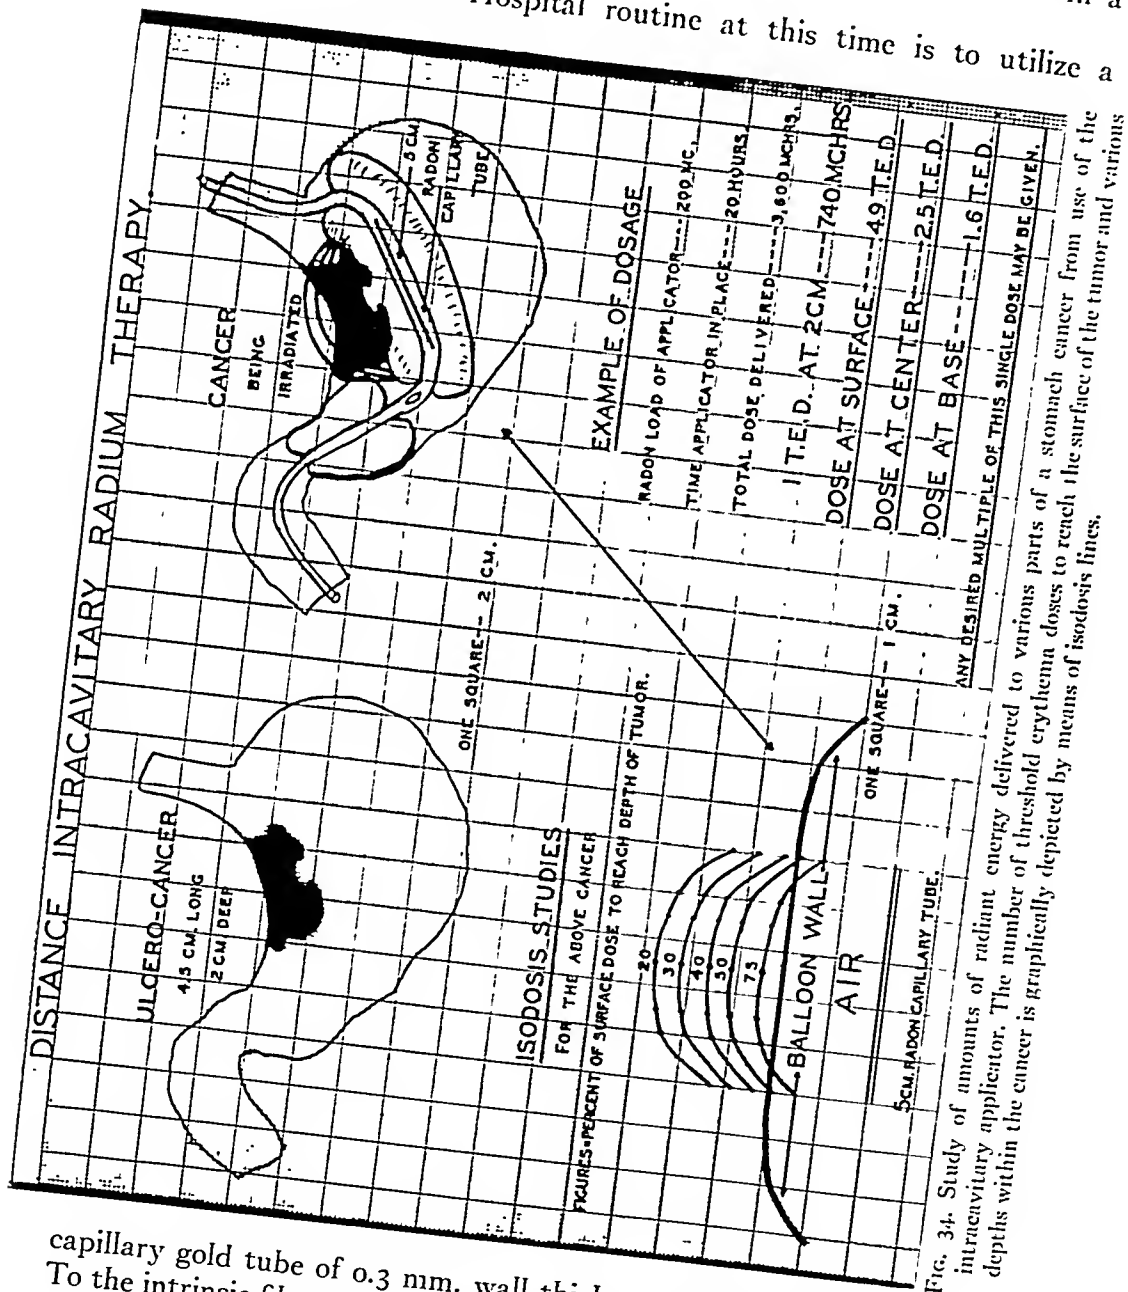 Hospital routine at this time is to utilize a
DISTANCE INTRACAVITARY RADIUM THERAPY.
ULCERO-CANCER
4.5 CM. LONG
2 CM. DEEP
CANCER
BEING
IRRADIATED
5 CM.
RADON
CAPILLARY
TUBE.
ONE SQUARE--- 2 CM.
ISODOSIS STUDIES
FOR THE ABOVE CANCER
FIGURES=PERCENT OF SURFACE DOSE TO REACH DEPTH OF TUMOR.
20
30
40
50
75
BALLOON WALL
AIR
ONE SQUARE--- 1 CM.
5CM. RADON CAPILLARY TUBE.
EXAMPLE OF DOSAGE
RADON LOAD OF APPLICATOR---200 MC.
TIME APPLICATOR IN PLACE---20 HOURS.
TOTAL DOSE DELIVERED----3,600 MCHRS.
1 T.E.D. AT 2CM----740 MCHRS.
DOSE AT SURFACE----4.9 T.E.D.
DOSE AT CENTER----2.5 T.E.D.
DOSE AT BASE-----1.6 T.E.D.
ANY DESIRED MULTIPLE OF THIS SINGLE DOSE MAY BE GIVEN.
FIG. 34. Study of amounts of radiant energy delivered to various parts of a stomach cancer from use of the
intracavitary applicator. The number of threshold erythema doses to reach the surface of the tumor and various
depths within the cancer is graphically depicted by means of isodosis lines.
capillary gold tube of 0.3 mm. wall
To the intrinsic